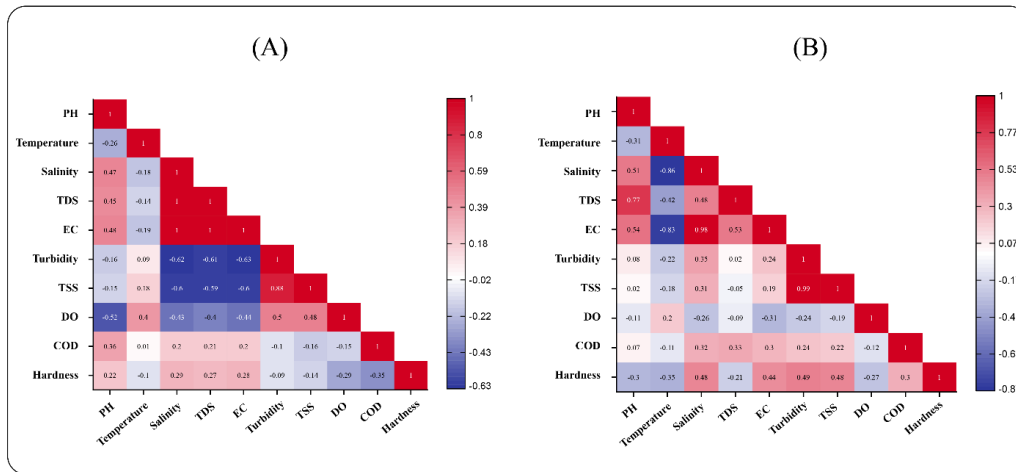 (A)
PH 1
Temperature -0.26 1
Salinity 0.47 -0.18 1
TDS 0.45 -0.14 1 1
EC 0.48 -0.19 1 1 1
Turbidity -0.16 0.09 -0.62 -0.61 -0.63 1
TSS -0.15 0.18 -0.6 -0.59 -0.6 0.88 1
DO -0.52 0.4 -0.43 -0.4 -0.44 0.5 0.48 1
COD 0.36 0.01 0.2 0.21 0.2 -0.1 -0.16 -0.15 1
Hardness 0.22 -0.1 0.29 0.27 0.28 -0.09 -0.14 -0.29 -0.35 1
PH Temperature Salinity TDS EC Turbidity TSS DO COD Hardness
1
0.8
0.59
0.39
0.18
-0.02
-0.22
-0.43
-0.63
(B)
PH 1
Temperature -0.31 1
Salinity 0.51 -0.86 1
TDS 0.77 -0.42 0.48 1
EC 0.54 -0.83 0.98 0.53 1
Turbidity 0.08 -0.22 0.35 0.02 0.24 1
TSS 0.02 -0.18 0.31 -0.05 0.19 0.99 1
DO -0.11 0.2 -0.26 -0.09 -0.31 -0.24 -0.19 1
COD 0.07 -0.11 0.32 0.33 0.3 0.24 0.22 -0.12 1
Hardness -0.3 -0.35 0.48 -0.21 0.44 0.49 0.48 -0.27 0.3 1
PH Temperature Salinity TDS EC Turbidity TSS DO COD Hardness
1
0.77
0.53
0.3
0.07
-0.1
-0.4
-0.6
-0.8